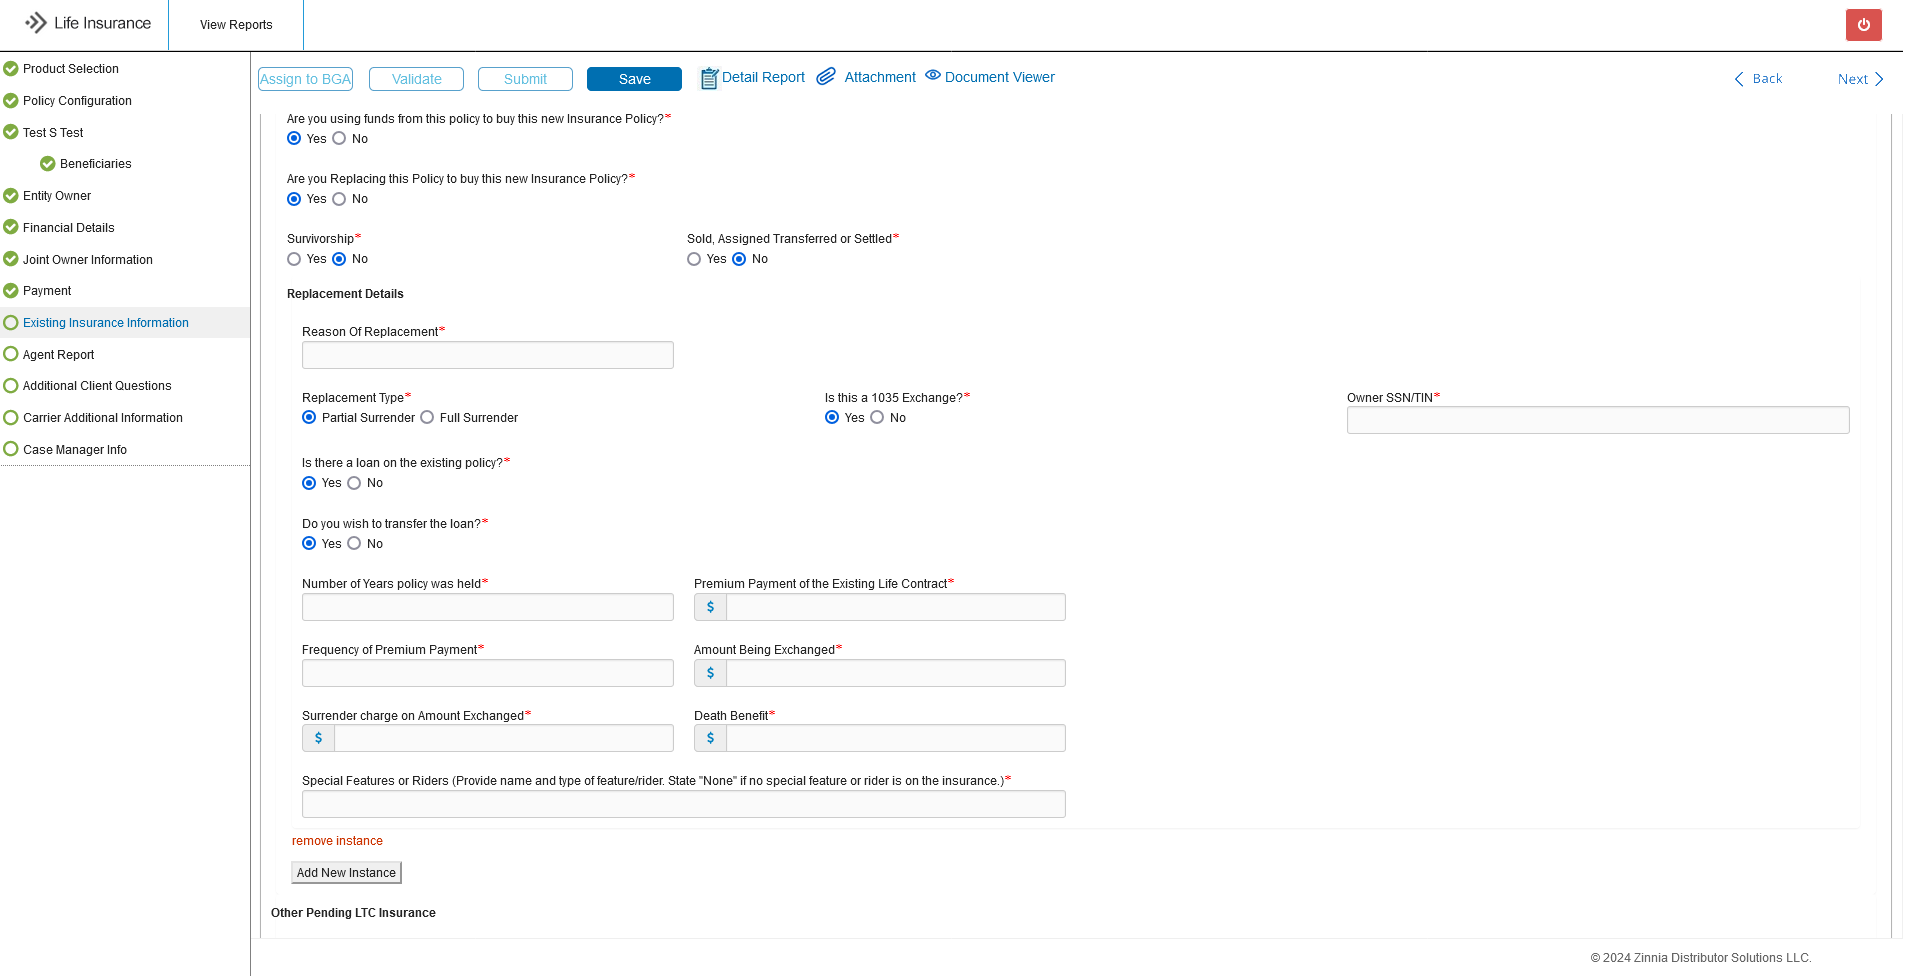 Life Insurance
View Reports
Product Selection
Policy Configuration
Test S Test
Beneficiaries
Entity Owner
Financial Details
Joint Owner Information
Payment
Existing Insurance Information
Agent Report
Additional Client Questions
Carrier Additional Information
Case Manager Info
Assign to BGA Validate Submit Save Detail Report Attachment Document Viewer Back Next
Are you using funds from this policy to buy this new Insurance Policy?*
Yes No
Are you Replacing this Policy to buy this new Insurance Policy?*
Yes No
Survivorship* Sold, Assigned Transferred or Settled*
Yes No Yes No
Replacement Details
Reason Of Replacement*
Replacement Type* Is this a 1035 Exchange?* Owner SSN/TIN*
Partial Surrender Full Surrender Yes No
Is there a loan on the existing policy?*
Yes No
Do you wish to transfer the loan?*
Yes No
Number of Years policy was held* Premium Payment of the Existing Life Contract*
$
Frequency of Premium Payment* Amount Being Exchanged*
$
Surrender charge on Amount Exchanged* Death Benefit*
$ $
Special Features or Riders (Provide name and type of feature/rider. State "None" if no special feature or rider is on the insurance.)*
remove instance
Add New Instance
Other Pending LTC Insurance
© 2024 Zinnia Distributor Solutions LLC.